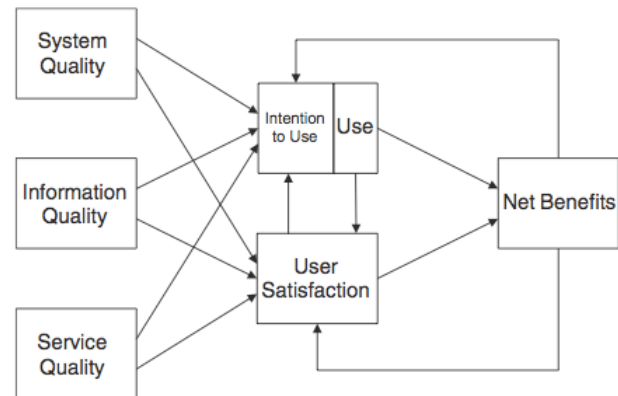 System
Quality
Intention
to Use
Use
Information
Quality
Net Benefits
User
Satisfaction
Service
Quality